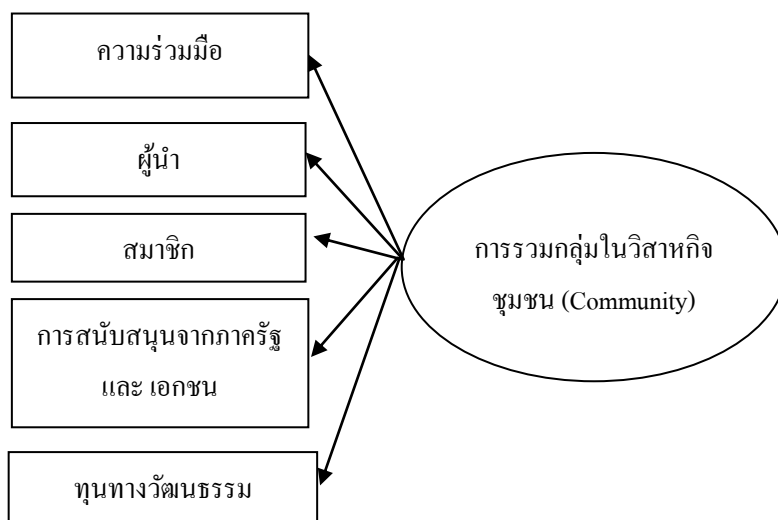 ความร่วมมือ
ผู้นำ
สมาชิก
การสนับสนุนจากภาครัฐ
และ เอกชน
ทุนทางวัฒนธรรม
การรวมกลุ่มในวิสาหกิจ
ชุมชน (Community)